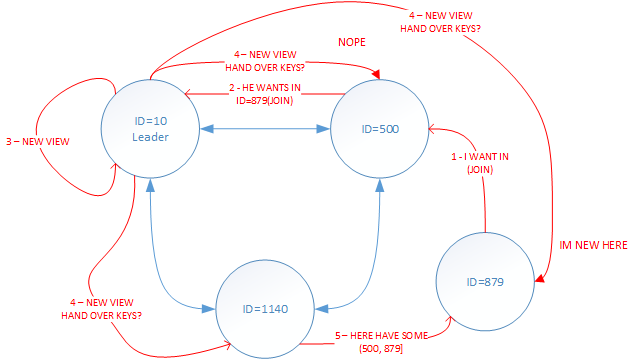 4 – NEW VIEW
HAND OVER KEYS?
NOPE
4 – NEW VIEW
HAND OVER KEYS?
2 - HE WANTS IN
ID=879(JOIN)
ID=10
Leader
ID=500
3 – NEW VIEW
1 - I WANT IN
(JOIN)
IM NEW HERE
ID=879
4 – NEW VIEW
HAND OVER KEYS?
ID=1140
5 – HERE HAVE SOME
(500, 879]